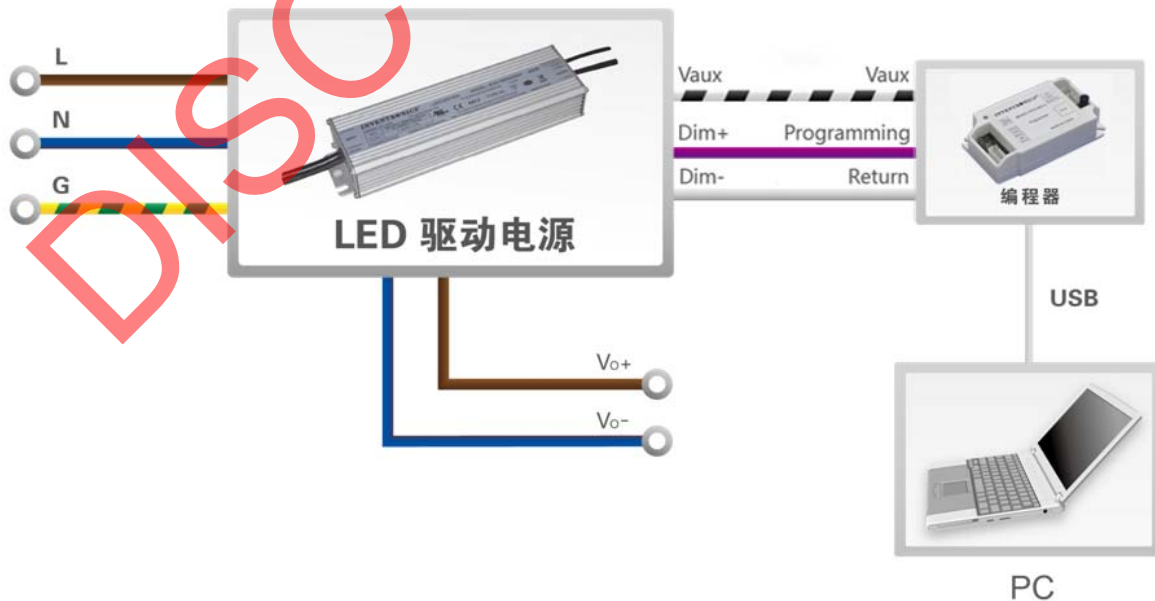 L
N
G
DISC
LED 驱动电源
Vaux Vaux
Dim+ Programming
Dim- Return
编程器
USB
Vo+
Vo-
PC